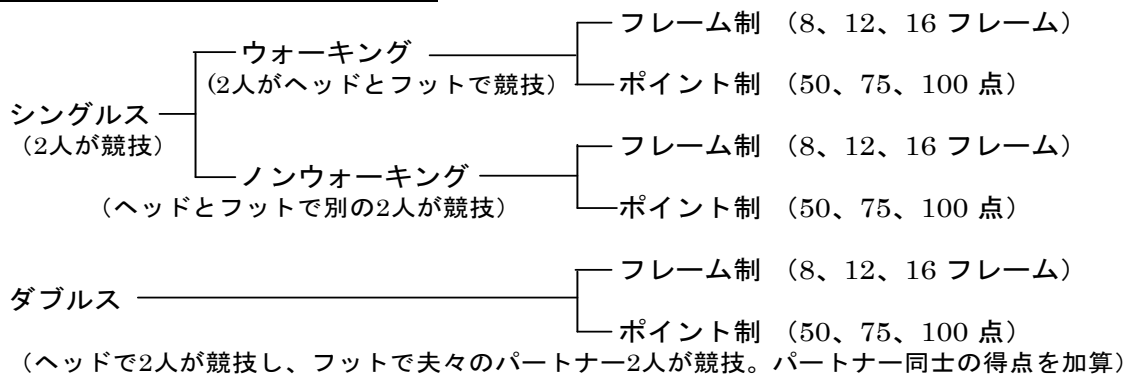 シングルス
(2人が競技)
ウォーキング
(2人がヘッドとフットで競技)
フレーム制 (8、12、16 フレーム)
ポイント制 (50、75、100 点)
ノンウォーキング
(ヘッドとフットで別の2人が競技)
フレーム制 (8、12、16 フレーム)
ポイント制 (50、75、100 点)
ダブルス
フレーム制 (8、12、16 フレーム)
ポイント制 (50、75、100 点)
(ヘッドで2人が競技し、フットで夫々のパートナー2人が競技。パートナー同士の得点を加算)